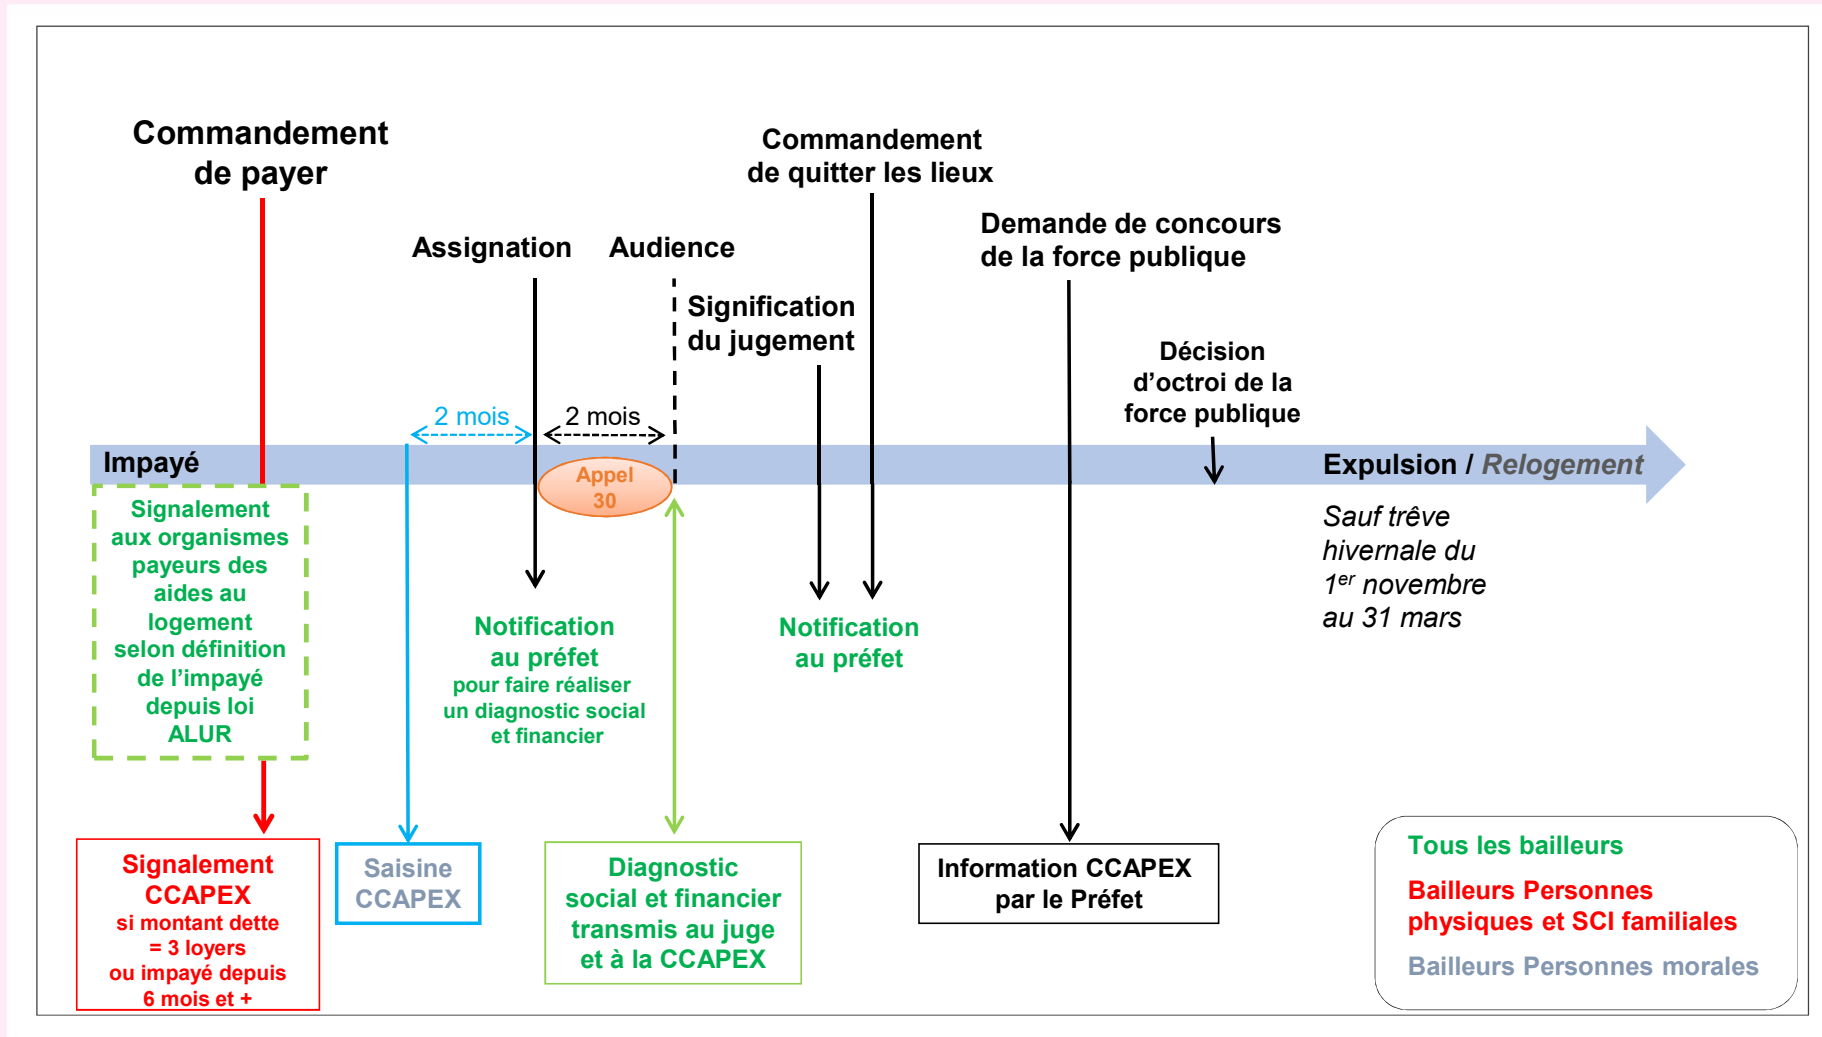 Commandement
de payer
Assignation
Audience
Commandement
de quitter les lieux
Signification
du jugement
Demande de concours
de la force publique
Décision
d’octroi de la
force publique
2 mois
2 mois
Impayé
Appel
30
Expulsion / Relogement
Sauf trêve
hivernale du
1er novembre
au 31 mars
Signalement
aux organismes
payeurs des
aides au
logement
selon définition
de l’impayé
depuis loi
ALUR
Notification
au préfet
pour faire réaliser
un diagnostic social
et financier
Notification
au préfet
Signalement
CCAPEX
si montant dette
= 3 loyers
ou impayé depuis
6 mois et +
Saisine
CCAPEX
Diagnostic
social et financier
transmis au juge
et à la CCAPEX
Information CCAPEX
par le Préfet
Tous les bailleurs
Bailleurs Personnes
physiques et SCI familiales
Bailleurs Personnes morales